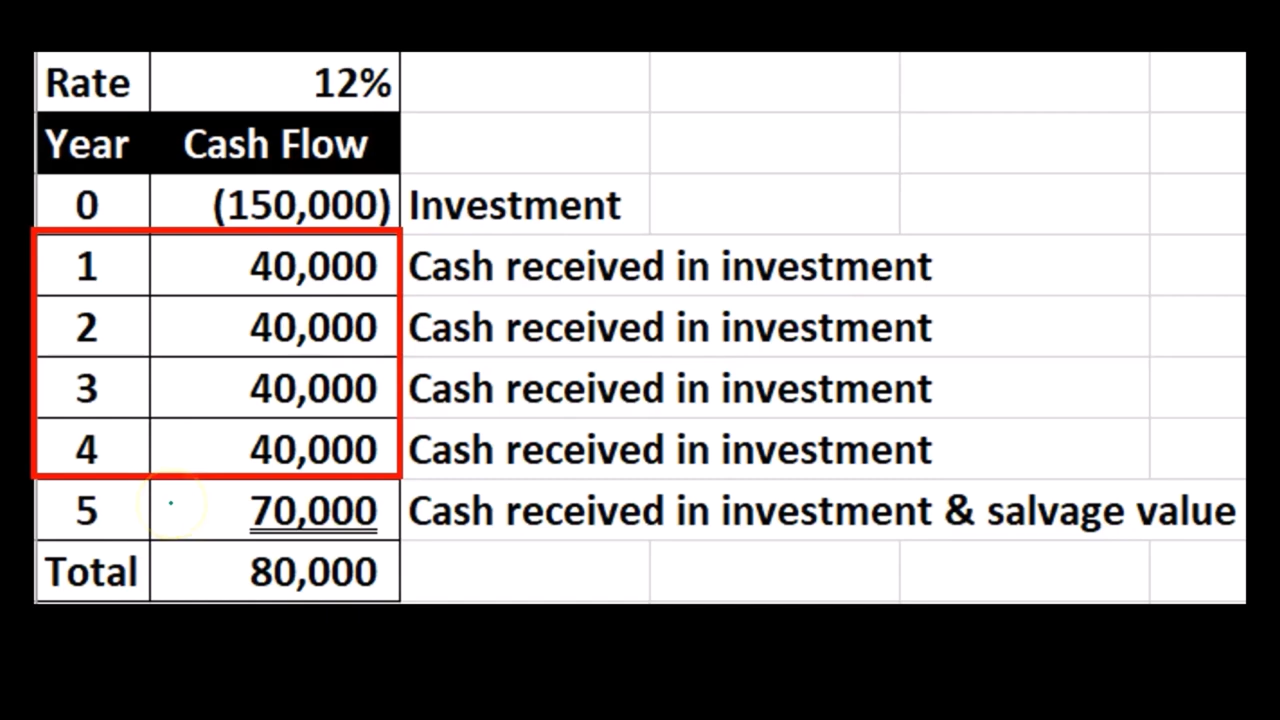 Rate 12%
Year Cash Flow
0 (150,000) Investment
1 40,000 Cash received in investment
2 40,000 Cash received in investment
3 40,000 Cash received in investment
4 40,000 Cash received in investment
5 70,000 Cash received in investment & salvage value
Total 80,000